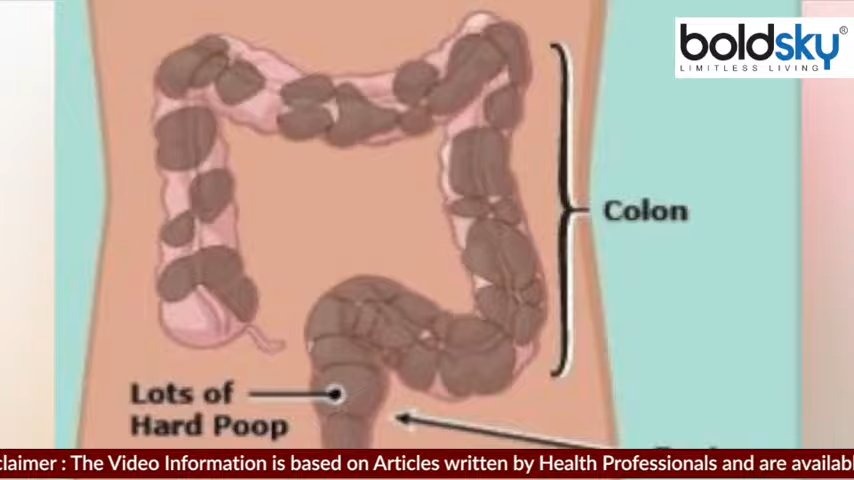 boldsky®
LIMITLESS LIVING
Colon
Lots of
Hard Poop
claimer : The Video Information is based on Articles written by Health Professionals and are availabl